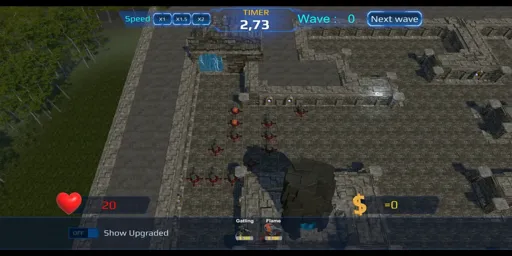 Speed X1 X1.5 X2
TIMER
2,73
Wave : 0
Next wave
20
=0
Gatling
Flame
OFF
Show Upgraded